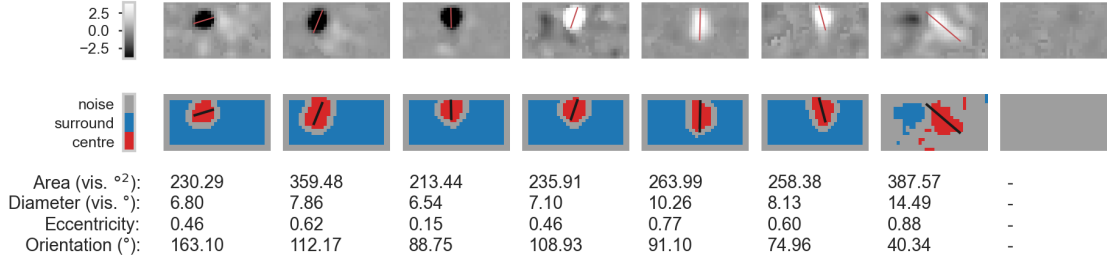 2.5
0.0
−2.5
noise
surround
centre
Area (vis. °²): 230.29 359.48 213.44 235.91 263.99 258.38 387.57 -
Diameter (vis. °): 6.80 7.86 6.54 7.10 10.26 8.13 14.49 -
Eccentricity: 0.46 0.62 0.15 0.46 0.77 0.60 0.88 -
Orientation (°): 163.10 112.17 88.75 108.93 91.10 74.96 40.34 -